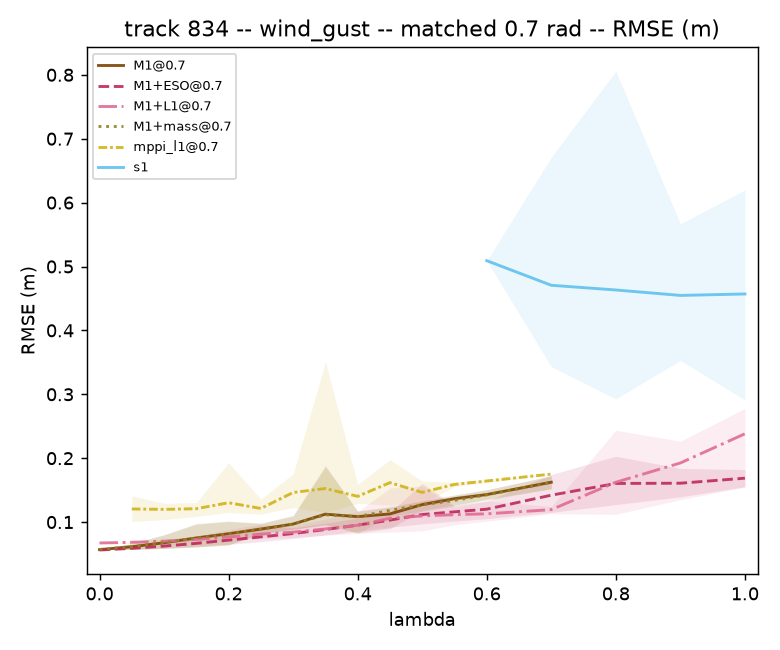 track 834 -- wind_gust -- matched 0.7 rad -- RMSE (m)
M1@0.7
M1+ESO@0.7
M1+L1@0.7
M1+mass@0.7
mppi_l1@0.7
s1
RMSE (m)
0.8
0.7
0.6
0.5
0.4
0.3
0.2
0.1
0.0 0.2 0.4 0.6 0.8 1.0
lambda